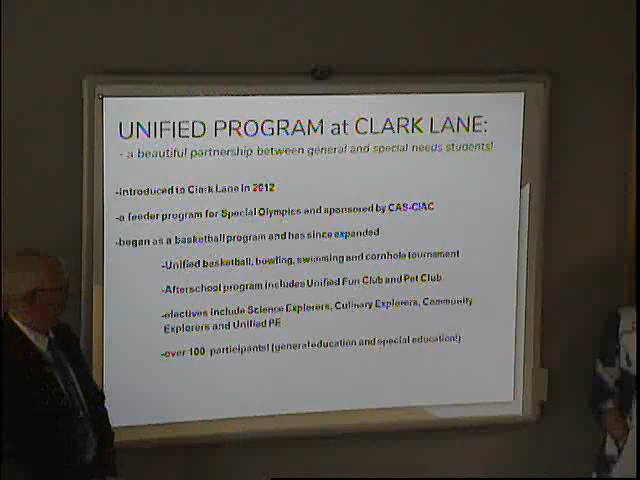 UNIFIED PROGRAM at CLARK LANE:
- a beautiful partnership between general and special needs students!
-introduced to Clark Lane in 2012
-a feeder program for Special Olympics and sponsored by CAS-CIAC
-began as a basketball program and has since expanded
-Unified basketball, bowling, swimming and cornhole tournament
-Afterschool program includes Unified Fun Club and Pet Club
-electives include Science Explorers, Culinary Explorers, Community
Explorers and Unified PE
-over 100 participants! (general education and special education!)